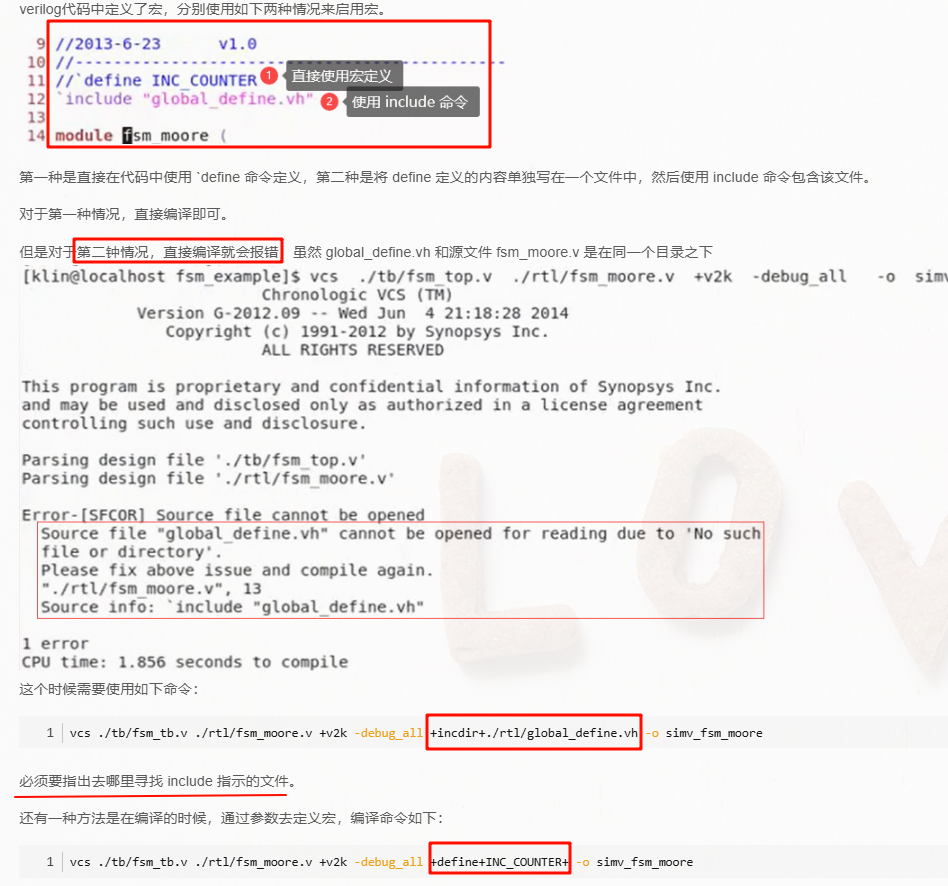 verilog代码中定义了宏，分别使用如下两种情况来启用宏。
9 //2013-6-23 v1.0
10 //---------------------------------------------
11 //`define INC_COUNTER 1 直接使用宏定义
12 `include "global_define.vh" 2 使用 include 命令
13
14 module fsm_moore (
第一种是直接在代码中使用 `define 命令定义，第二种是将 define 定义的内容单独写在一个文件中，然后使用 include 命令包含该文件。
对于第一种情况，直接编译即可。
但是对于第二钟情况，直接编译就会报错 虽然 global_define.vh 和源文件 fsm_moore.v 是在同一个目录之下
[klin@localhost fsm_example]$ vcs ./tb/fsm_top.v ./rtl/fsm_moore.v +v2k -debug_all -o simv
Chronologic VCS (TM)
Version G-2012.09 -- Wed Jun 4 21:18:28 2014
Copyright (c) 1991-2012 by Synopsys Inc.
ALL RIGHTS RESERVED
This program is proprietary and confidential information of Synopsys Inc.
and may be used and disclosed only as authorized in a license agreement
controlling such use and disclosure.
Parsing design file './tb/fsm_top.v'
Parsing design file './rtl/fsm_moore.v'
Error-[SFCOR] Source file cannot be opened
Source file "global_define.vh" cannot be opened for reading due to 'No such
file or directory'.
Please fix above issue and compile again.
"./rtl/fsm_moore.v", 13
Source info: `include "global_define.vh"
1 error
CPU time: 1.856 seconds to compile
这个时候需要使用如下命令：
1 vcs ./tb/fsm_tb.v ./rtl/fsm_moore.v +v2k -debug_all +incdir+./rtl/global_define.vh -o simv_fsm_moore
必须要指出去哪里寻找 include 指示的文件。
还有一种方法是在编译的时候，通过参数去定义宏，编译命令如下：
1 vcs ./tb/fsm_tb.v ./rtl/fsm_moore.v +v2k -debug_all +define+INC_COUNTER+ -o simv_fsm_moore
LOV